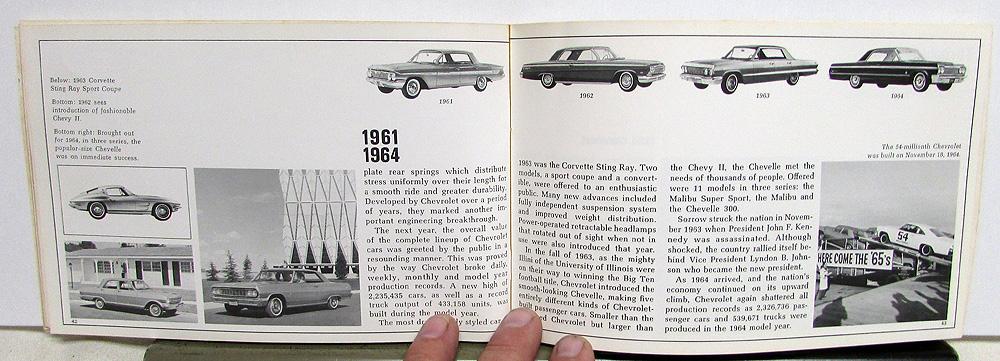 Below: 1963 Corvette
Sting Ray Sport Coupe
Bottom: 1962 sees
introduction of fashionable
Chevy II.
Bottom right: Brought out
for 1964, in three series, the
popular-size Chevelle
was an immediate success.
1961
1961
1964
plate rear springs which distribute
stress uniformly over their length for
a smooth ride and greater durability.
Developed by Chevrolet over a period
of years, they marked another im-
portant engineering breakthrough.
The next year, the overall value
of the complete lineup of Chevrolet
cars was greeted by the public in a
resounding manner. This was proved
by the way Chevrolet broke daily,
weekly, monthly and model year
production records. A new high of
2,235,435 cars, as well as a record
truck output of 433,158 units, was
built during the model year.
The most styled cars
42
1962
1963
1964
The 54-millionth Chevrolet
was built on November 18, 1964.
1963 was the Corvette Sting Ray. Two
models, a sport coupe and a convert-
ible, were offered to an enthusiastic
public. Many new advances included
fully independent suspension system
and improved weight distribution.
Power-operated retractable headlamps
that rotated out of sight when not in
use were also introduced that year.
In the fall of 1963, as the mighty
Illini of the University of Illinois were
on their way to winning the Big Ten
football title, Chevrolet introduced the
smooth-looking Chevelle, making five
entirely different kinds of Chevrolet-
built passenger cars. Smaller than the
Chevrolet but larger than
the Chevy II, the Chevelle met the
needs of thousands of people. Offered
were 11 models in three series: the
Malibu Super Sport, the Malibu and
the Chevelle 300.
Sorrow struck the nation in Novem-
ber 1963 when President John F. Ken-
nedy was assassinated. Although
shocked, the country rallied itself be-
hind Vice President Lyndon B. John-
son who became the new president.
As 1964 arrived, and the nation's
economy continued on its upward
climb, Chevrolet again shattered all
production records as 2,326,736 pas-
senger cars and 539,671 trucks were
produced in the 1964 model year.
54
HERE COME THE '65's
43